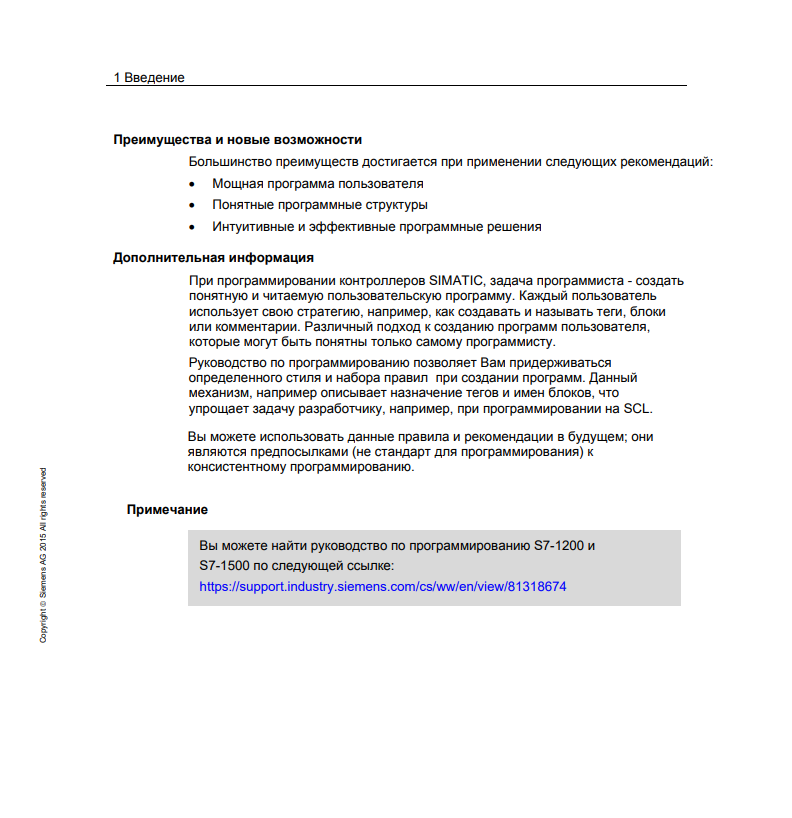 1 Введение
Преимущества и новые возможности
Большинство преимуществ достигается при применении следующих рекомендаций:
• Мощная программа пользователя
• Понятные программные структуры
• Интуитивные и эффективные программные решения
Дополнительная информация
При программировании контроллеров SIMATIC, задача программиста - создать
понятную и читаемую пользовательскую программу. Каждый пользователь
использует свою стратегию, например, как создавать и называть теги, блоки
или комментарии. Различный подход к созданию программ пользователя,
которые могут быть понятны только самому программисту.
Руководство по программированию позволяет Вам придерживаться
определенного стиля и набора правил при создании программ. Данный
механизм, например описывает назначение тегов и имен блоков, что
упрощает задачу разработчику, например, при программировании на SCL.
Вы можете использовать данные правила и рекомендации в будущем; они
являются предпосылками (не стандарт для программирования) к
консистентному программированию.
Примечание
Вы можете найти руководство по программированию S7-1200 и
S7-1500 по следующей ссылке:
https://support.industry.siemens.com/cs/ww/en/view/81318674
Copyright © Siemens AG 2015 All rights reserved